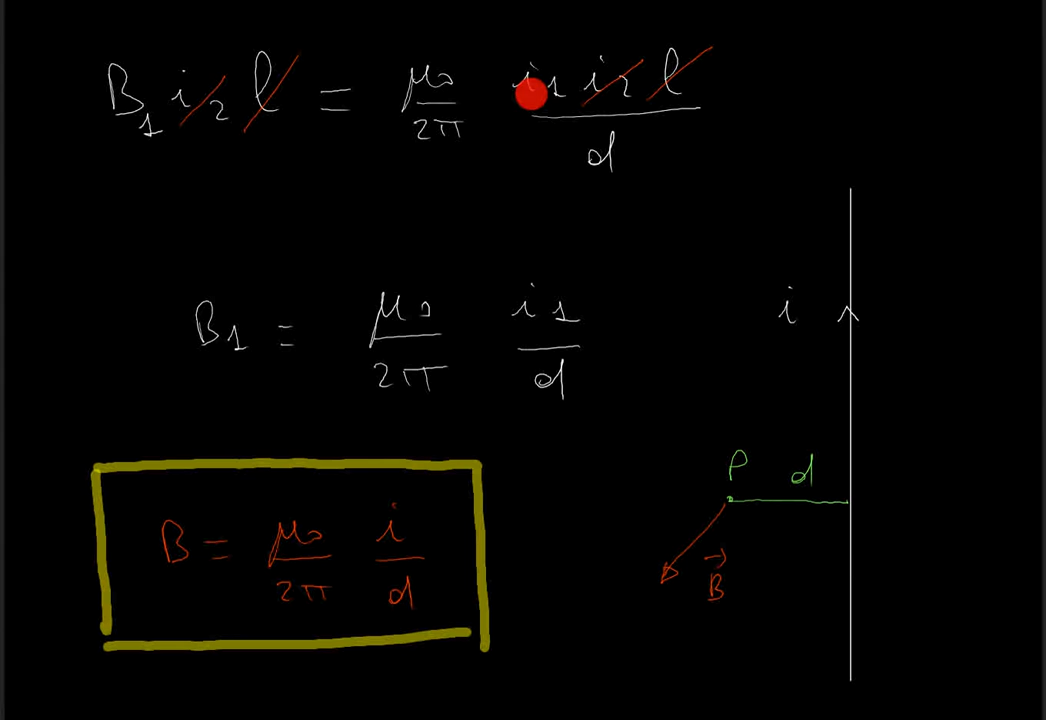 B₁ i₂ l = μ₀/2π i₁ i₂ l/d
B₁ = μ₀/2π i₁/d
i
P d
B = μ₀/2π i/d
B⃗